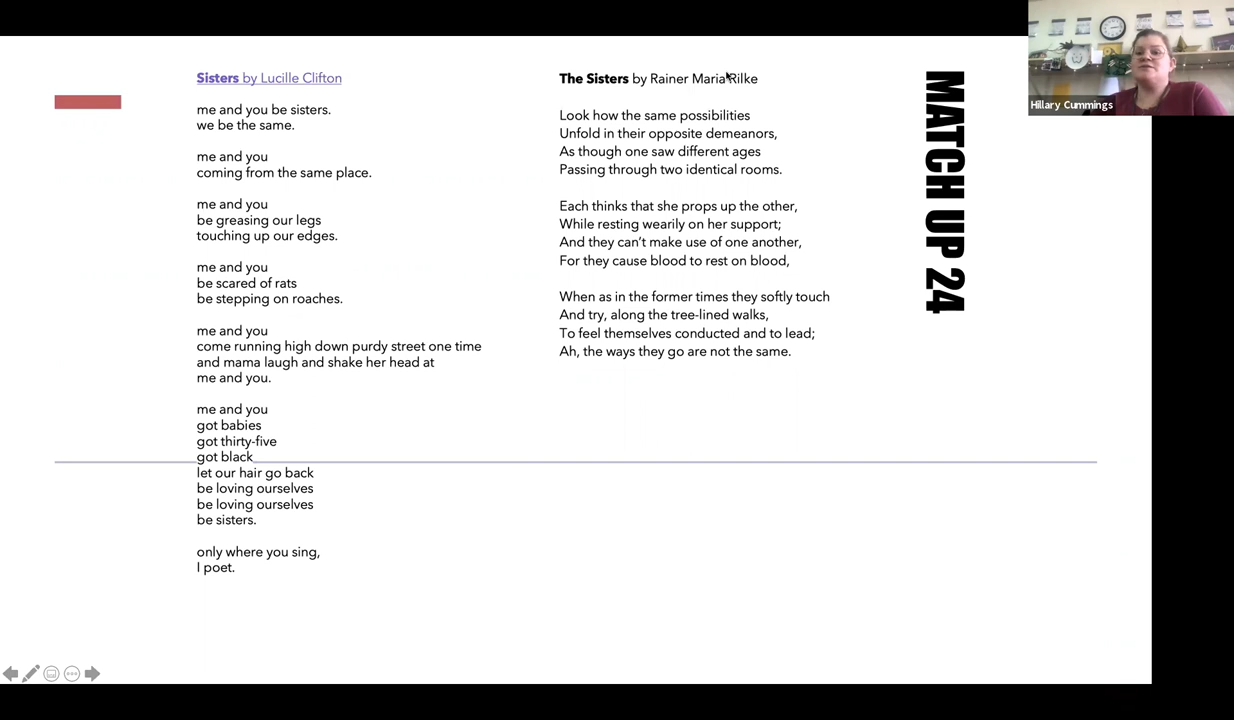 Sisters by Lucille Clifton
me and you be sisters.
we be the same.
me and you
coming from the same place.
me and you
be greasing our legs
touching up our edges.
me and you
be scared of rats
be stepping on roaches.
me and you
come running high down purdy street one time
and mama laugh and shake her head at
me and you.
me and you
got babies
got thirty-five
got black
let our hair go back
be loving ourselves
be loving ourselves
be sisters.
only where you sing,
I poet.
The Sisters by Rainer Maria Rilke
Look how the same possibilities
Unfold in their opposite demeanors,
As though one saw different ages
Passing through two identical rooms.
Each thinks that she props up the other,
While resting wearily on her support;
And they can't make use of one another,
For they cause blood to rest on blood,
When as in the former times they softly touch
And try, along the tree-lined walks,
To feel themselves conducted and to lead;
Ah, the ways they go are not the same.
MATCH UP 24
Hillary Cummings